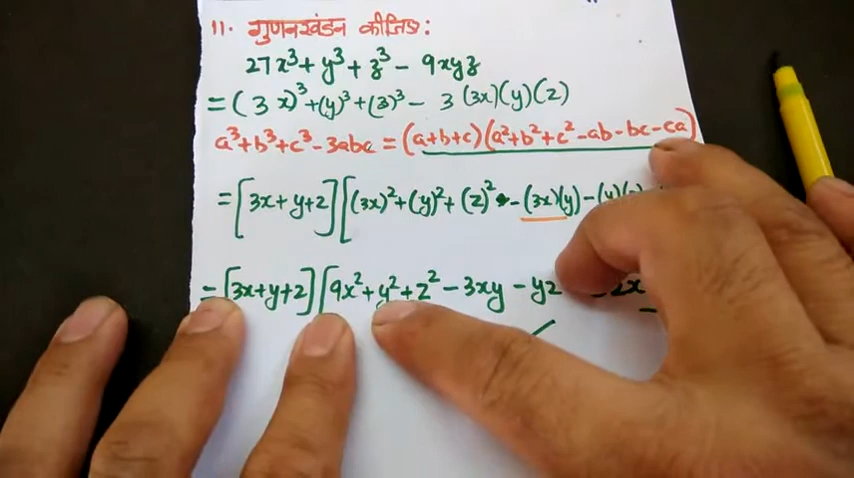 11. गुणनखंडन कीजिए:
27x³ + y³ + z³ - 9xyz
= (3x)³ + (y)³ + (z)³ - 3 (3x)(y)(z)
a³ + b³ + c³ - 3abc = (a+b+c)(a²+b²+c²-ab-bc-ca)
= [3x+y+z] [(3x)² + (y)² + (z)² - (3x)(y) - (y)
= [3x+y+z] [9x² + y² + z² - 3xy - yz